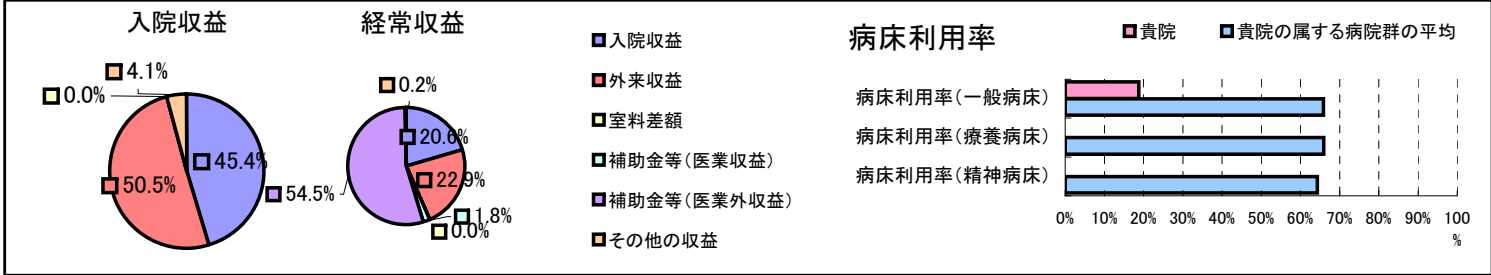 入院収益
4.1%
0.0%
45.4%
50.5%
経常収益
0.2%
20.6%
22.9%
54.5%
1.8%
0.0%
入院収益
外来収益
室料差額
補助金等(医業収益)
補助金等(医業外収益)
その他の収益
病床利用率
貴院 貴院の属する病院群の平均
病床利用率(一般病床)
病床利用率(療養病床)
病床利用率(精神病床)
0% 10% 20% 30% 40% 50% 60% 70% 80% 90% 100
%